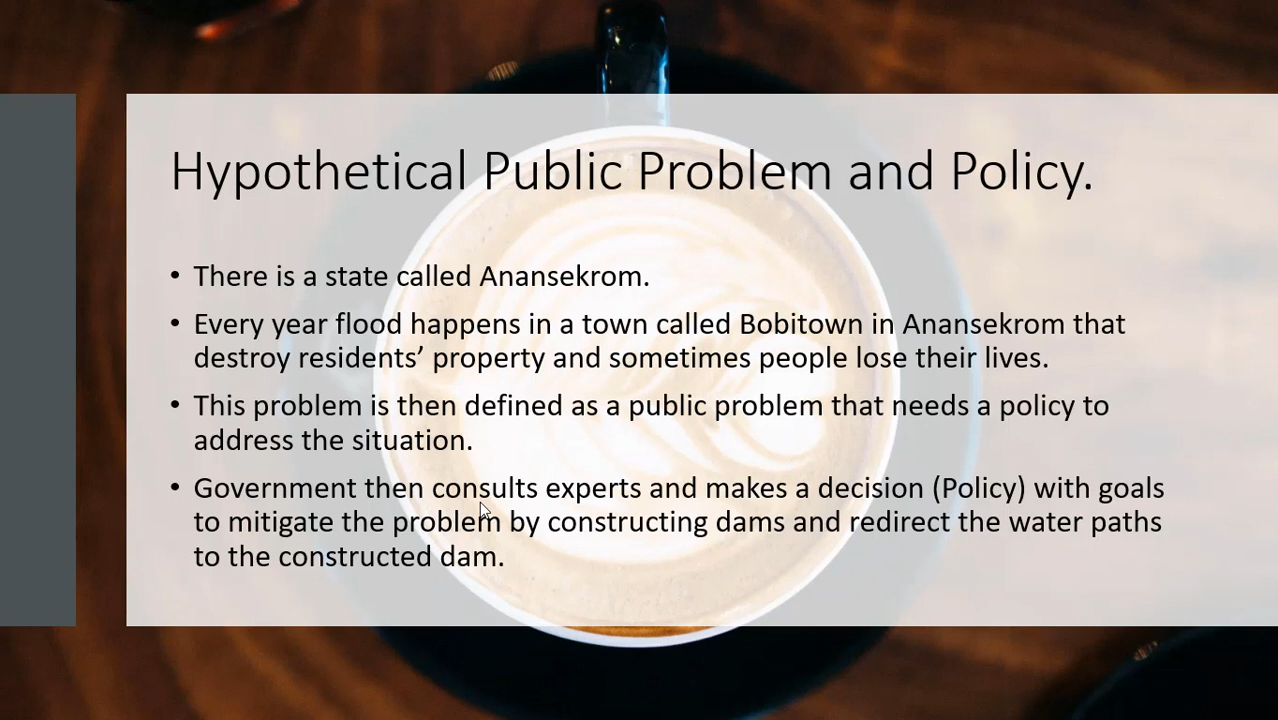 Hypothetical Public Problem and Policy.
• There is a state called Anansekrom.
• Every year flood happens in a town called Bobitown in Anansekrom that
destroy residents’ property and sometimes people lose their lives.
• This problem is then defined as a public problem that needs a policy to
address the situation.
• Government then consults experts and makes a decision (Policy) with goals
to mitigate the problem by constructing dams and redirect the water paths
to the constructed dam.